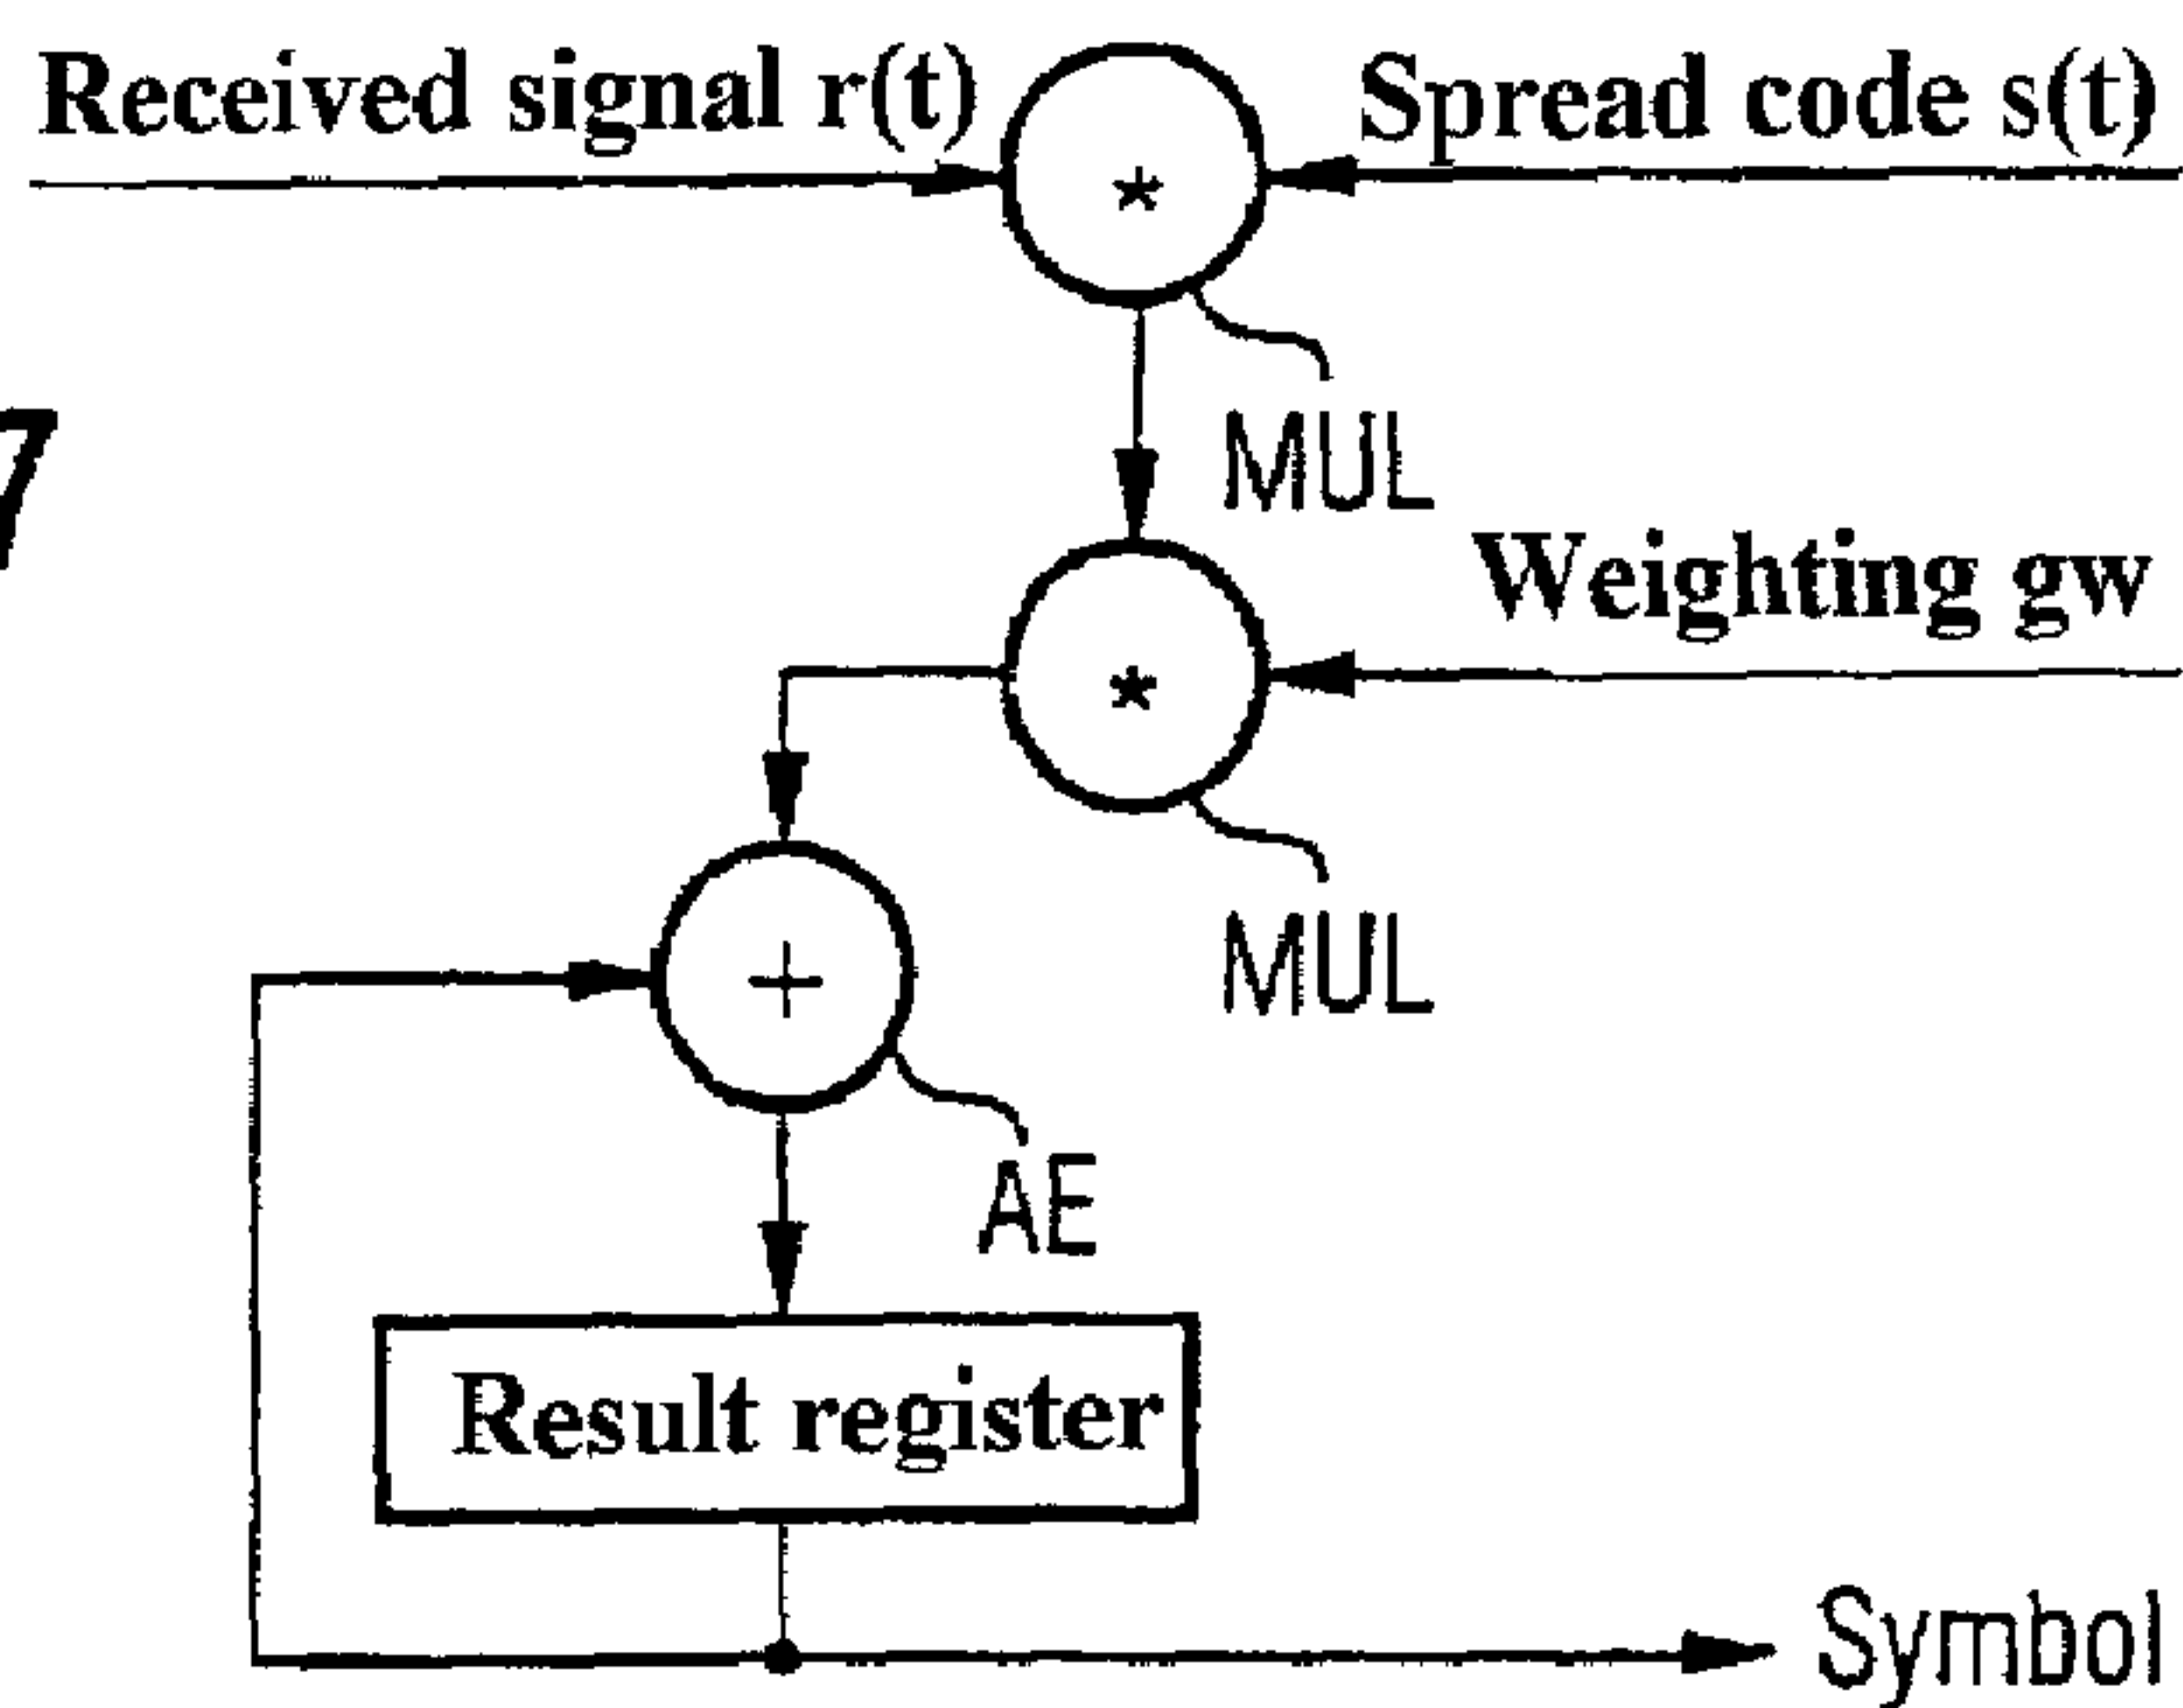 Received signal r(t)
Spread code s(t)
*
MUL
7
Weighting gw
*
MUL
+
AE
Result register
Symbol